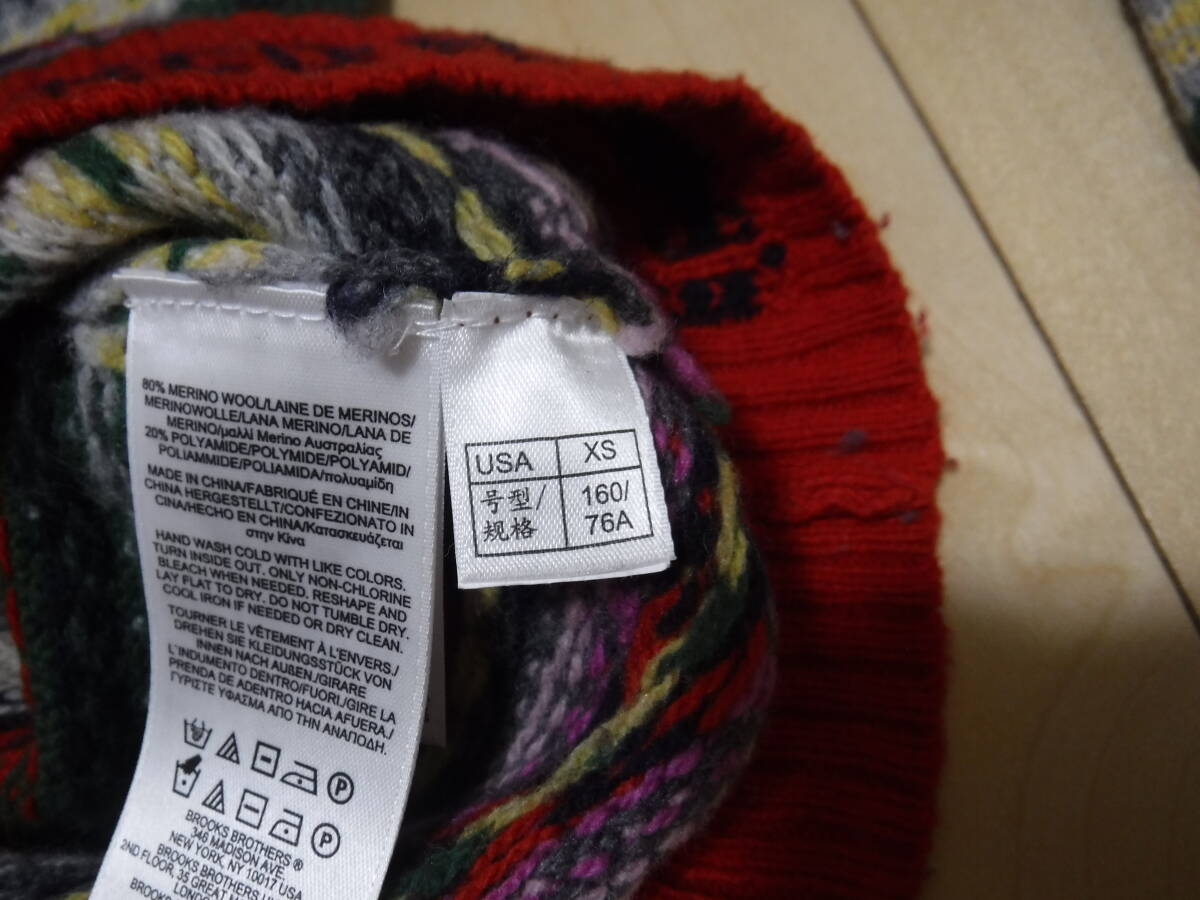 80% MERINO WOOL/LAINE DE MERINOS/
MERINOWOLLE/LANA MERINO/LANA DE
MERINO/μαλλί Merino Αυστραλίας
20% POLYAMIDE/POLYMIDE/POLYAMID/
POLIAMMIDE/POLIAMIDA/πολυαμίδη
MADE IN CHINA/FABRIQUÉ EN CHINE/IN
CHINA HERGESTELLT/CONFEZIONATO IN
CINA/HECHO EN CHINA/Κατασκευάζεται
στην Κίνα
HAND WASH COLD WITH LIKE COLORS.
TURN INSIDE OUT. ONLY NON-CHLORINE
BLEACH WHEN NEEDED. RESHAPE AND
LAY FLAT TO DRY. DO NOT TUMBLE DRY.
COOL IRON IF NEEDED OR DRY CLEAN.
TOURNER LE VÊTEMENT À L'ENVERS/
DREHEN SIE KLEIDUNGSSTÜCK VON
INNEN NACH AUßEN./GIRARE
L'INDUMENTO DENTRO/FUORI/GIRE LA
PRENDA DE ADENTRO HACIA AFUERA./
ΓΥΡΙΣΤΕ ΥΦΑΣΜΑ ΑΠΟ ΤΗΝ ΑΝΑΠΟΔΗ.
P
P
BROOKS BROTHERS ®
346 MADISON AVE.
NEW YORK, NY 10017 USA
BROOKS BROTHERS
2ND FLOOR, 35 GREAT
LONDO
USA XS
号型/ 160/
规格 76A